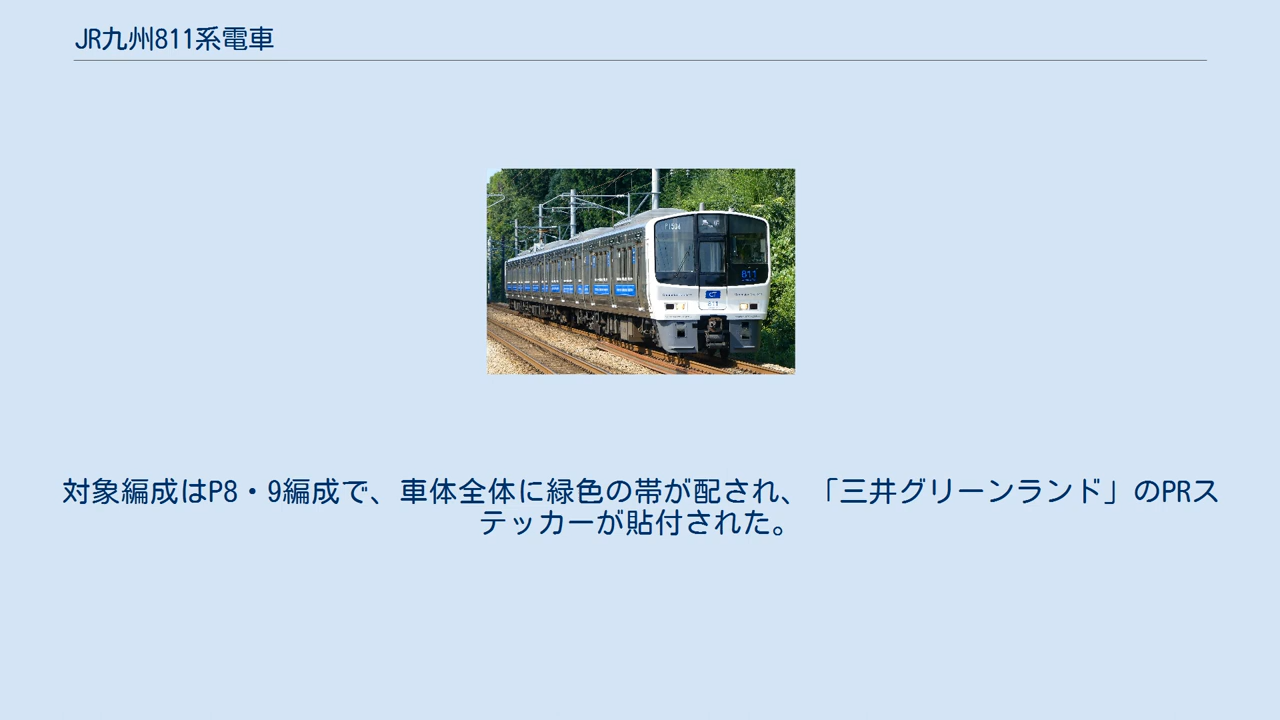 JR九州811系電車
811
対象編成はP8・9編成で、車体全体に緑色の帯が配され、「三井グリーンランド」のPRス
テッカーが貼付された。